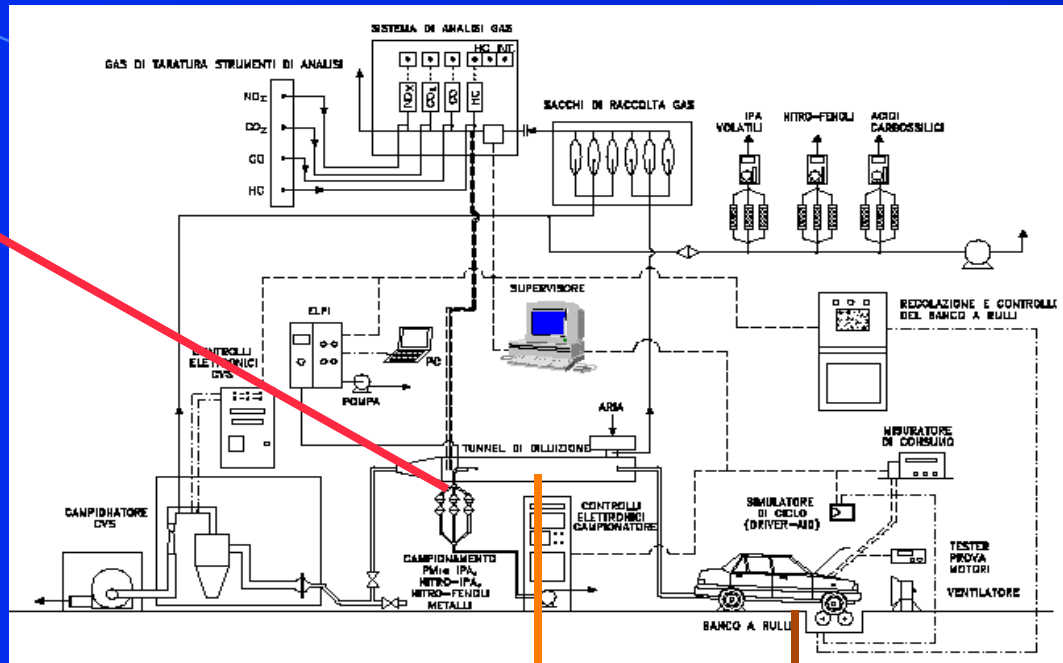 SISTEMA DI ANALISI GAS
HC INT.
GAS DI TARATURA STRUMENTI DI ANALISI
NOX
CO2
CO
HC
NOX
CO2
CO
HC
SACCHI DI RACCOLTA GAS
IPA
VOLATILI
NITRO-FENOLI
ACIDI
CARBOSSILICI
SUPERVISORE
REGOLAZIONE E CONTROLLI
DEL BANCO A RULLI
ELPI
PC
POMPA
CONTROLLI
ELETTRONICI
CVS
ARIA
TUNNEL DI DILUIZIONE
MISURATORE
DI CONSUMO
CAMPIONATORE
CVS
CONTROLLI
ELETTRONICI
CAMPIONATORE
SIMULATORE
DI CICLO
(DRIVER-AID)
CAMPIONAMENTO
PM10 IPA,
NITRO-IPA,
NITRO-FENOLI
METALLI
TESTER
PROVA
MOTORI
VENTILATORE
BANCO A RULLI